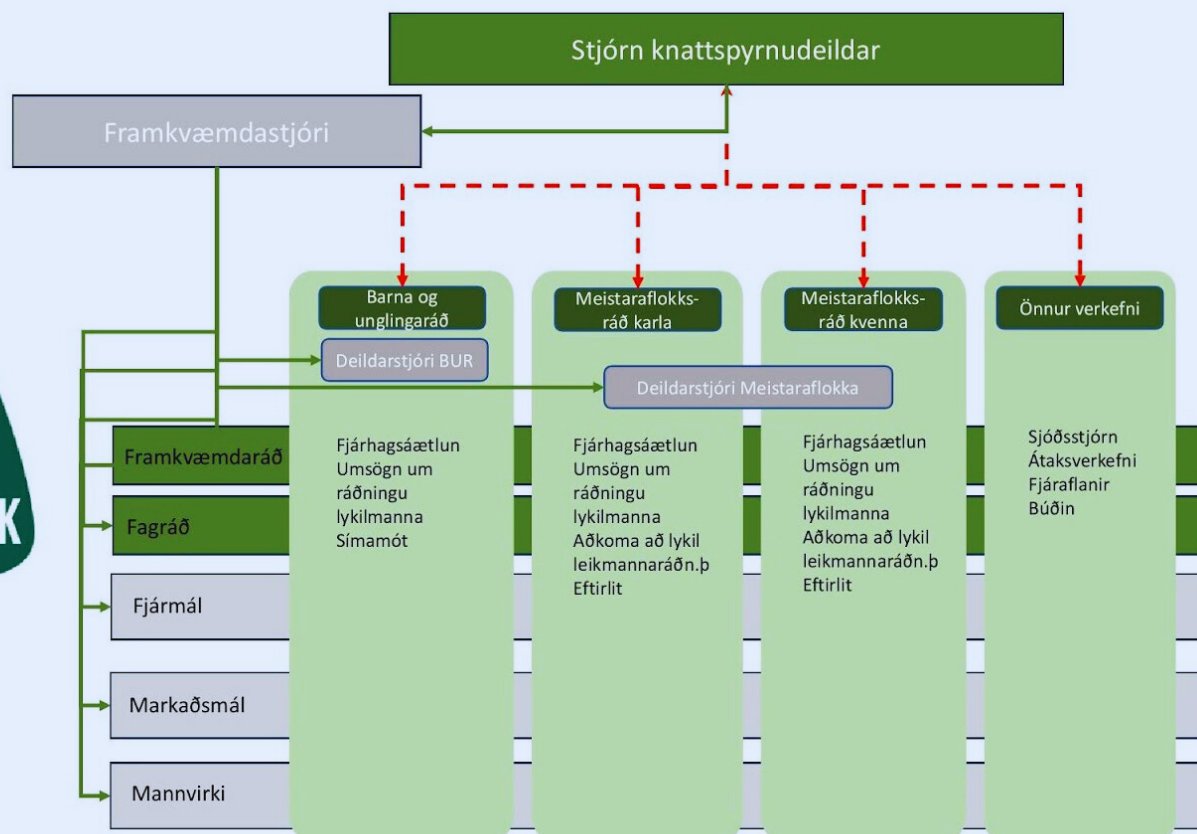 Stjórn knattspyrnudeildar
Framkvæmdastjóri
Barna og
unglingaráð
Meistaraflokks-
ráð karla
Meistaraflokks-
ráð kvenna
Önnur verkefni
Deildarstjóri BUR
Deildarstjóri Meistaraflokka
Fjárhagsáætlun
Umsögn um
ráðningu
lykilmanna
Símamót
Fjárhagsáætlun
Umsögn um
ráðningu
lykilmanna
Aðkoma að lykil
leikmannaráðn.þ
Eftirlit
Fjárhagsáætlun
Umsögn um
ráðningu
lykilmanna
Aðkoma að lykil
leikmannaráðn.þ
Eftirlit
Sjóðsstjórn
Átaksverkefni
Fjáraflanir
Búðin
Framkvæmdaráð
Fagráð
Fjármál
Markaðsmál
Mannvirki
K